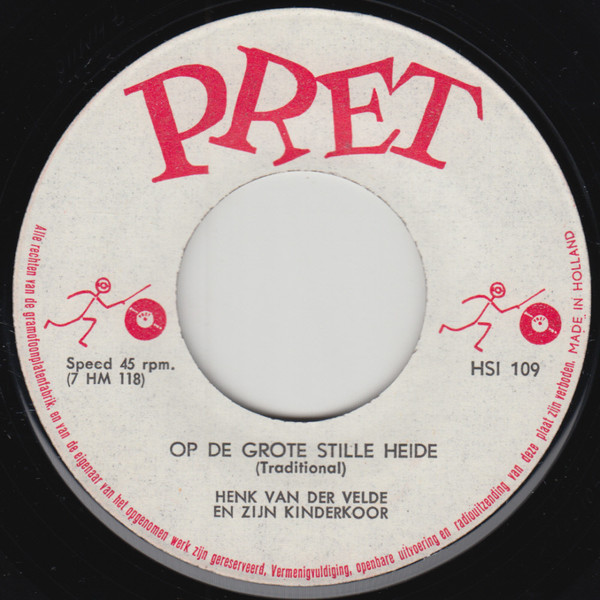 PRET
Speed 45 rpm.
(7 HM 118)
HSI 109
OP DE GROTE STILLE HEIDE
(Traditional)
HENK VAN DER VELDE
EN ZIJN KINDERKOOR
Alle rechten van de gramofoonplatenfabrik. en van de eigenaar van het opgenomen werk zijn gereserveerd, Vermenigvuldiging, openbare uitvoering en radiouitzending van deze plaat zijn verboden. MADE IN HOLLAND